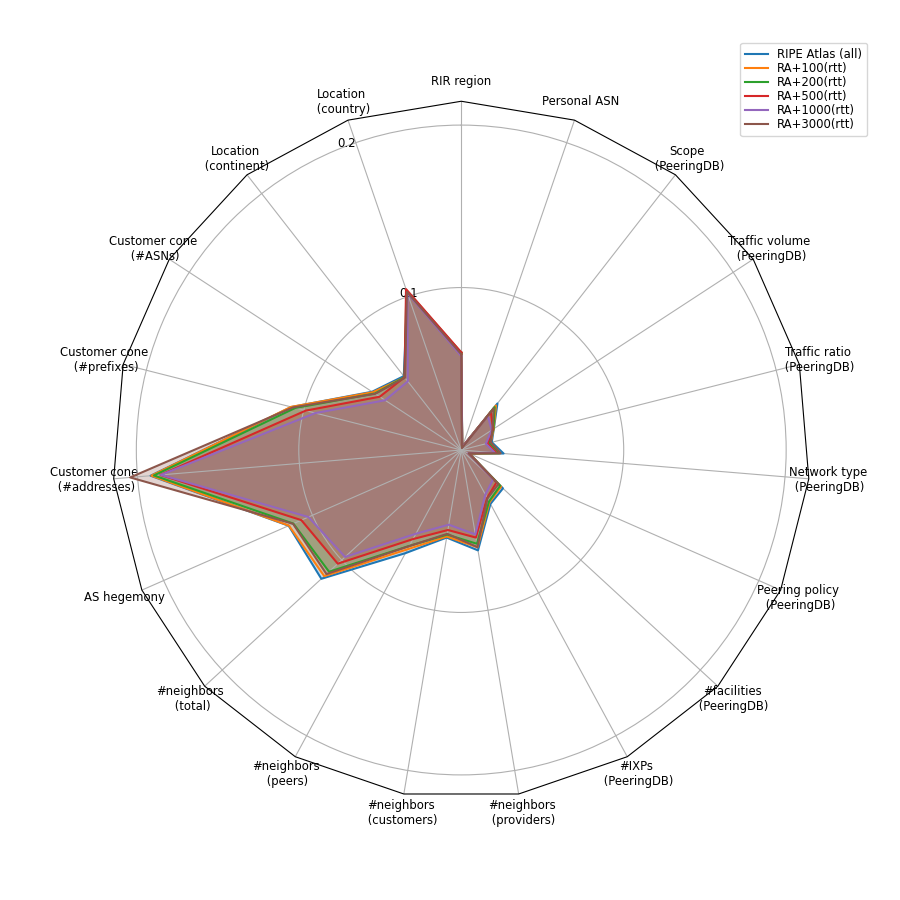 RIPE Atlas (all)
RA+100(rtt)
RA+200(rtt)
RA+500(rtt)
RA+1000(rtt)
RA+3000(rtt)
RIR region
Location
(country)
Personal ASN
0.2
Location
(continent)
Scope
(PeeringDB)
Customer cone
(#ASNs)
Traffic volume
(PeeringDB)
0.1
Customer cone
(#prefixes)
Traffic ratio
(PeeringDB)
Customer cone
(#addresses)
Network type
(PeeringDB)
AS hegemony
Peering policy
(PeeringDB)
#neighbors
(total)
#facilities
(PeeringDB)
#neighbors
(peers)
#IXPs
(PeeringDB)
#neighbors
(customers)
#neighbors
(providers)